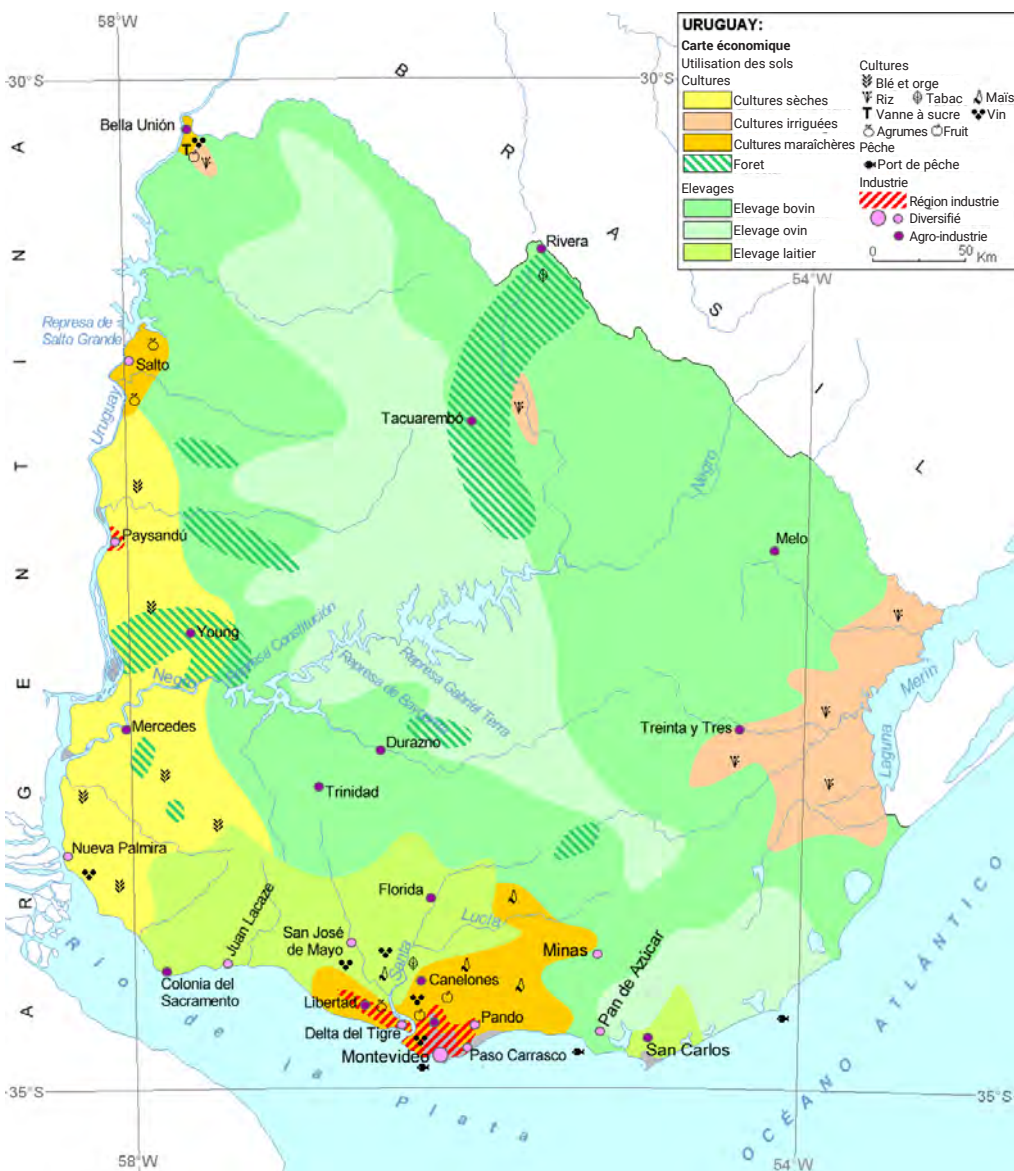 URUGUAY:
Carte économique
Utilisation des sols
Cultures
Cultures sèches
Cultures irriguées
Cultures maraîchères
Foret
Elevages
Elevage bovin
Elevage ovin
Elevage laitier
Cultures
Blé et orge
Riz Tabac Maïs
Vanne à sucre Vin
Agrumes Fruit
Pêche
Port de pêche
Industrie
Région industrie
Diversifié
Agro-industrie
0 50
Km
58°W
30°S
30°S
54°W
BRASIL
ARGENTINA
Bella Unión
T
Rivera
Represa de
Salto Grande
Salto
Uruguay
Tacuarembó
Negro
Paysandú
Melo
Young
Represa Constitución
Negro
Represa de Baygorria
Represa Gabriel Terra
Mercedes
Durazno
Treinta y Tres
Laguna Merín
Trinidad
Nueva Palmira
Florida
Juan Lacaze
San José
de Mayo
Santa Lucía
Minas
Colonia del
Sacramento
Canelones
Libertad
Pan de Azúcar
Delta del Tigre
Pando
Montevideo
Paso Carrasco
San Carlos
Río de la Plata
OCÉANO ATLÁNTICO
35°S
35°S
58°W
54°W